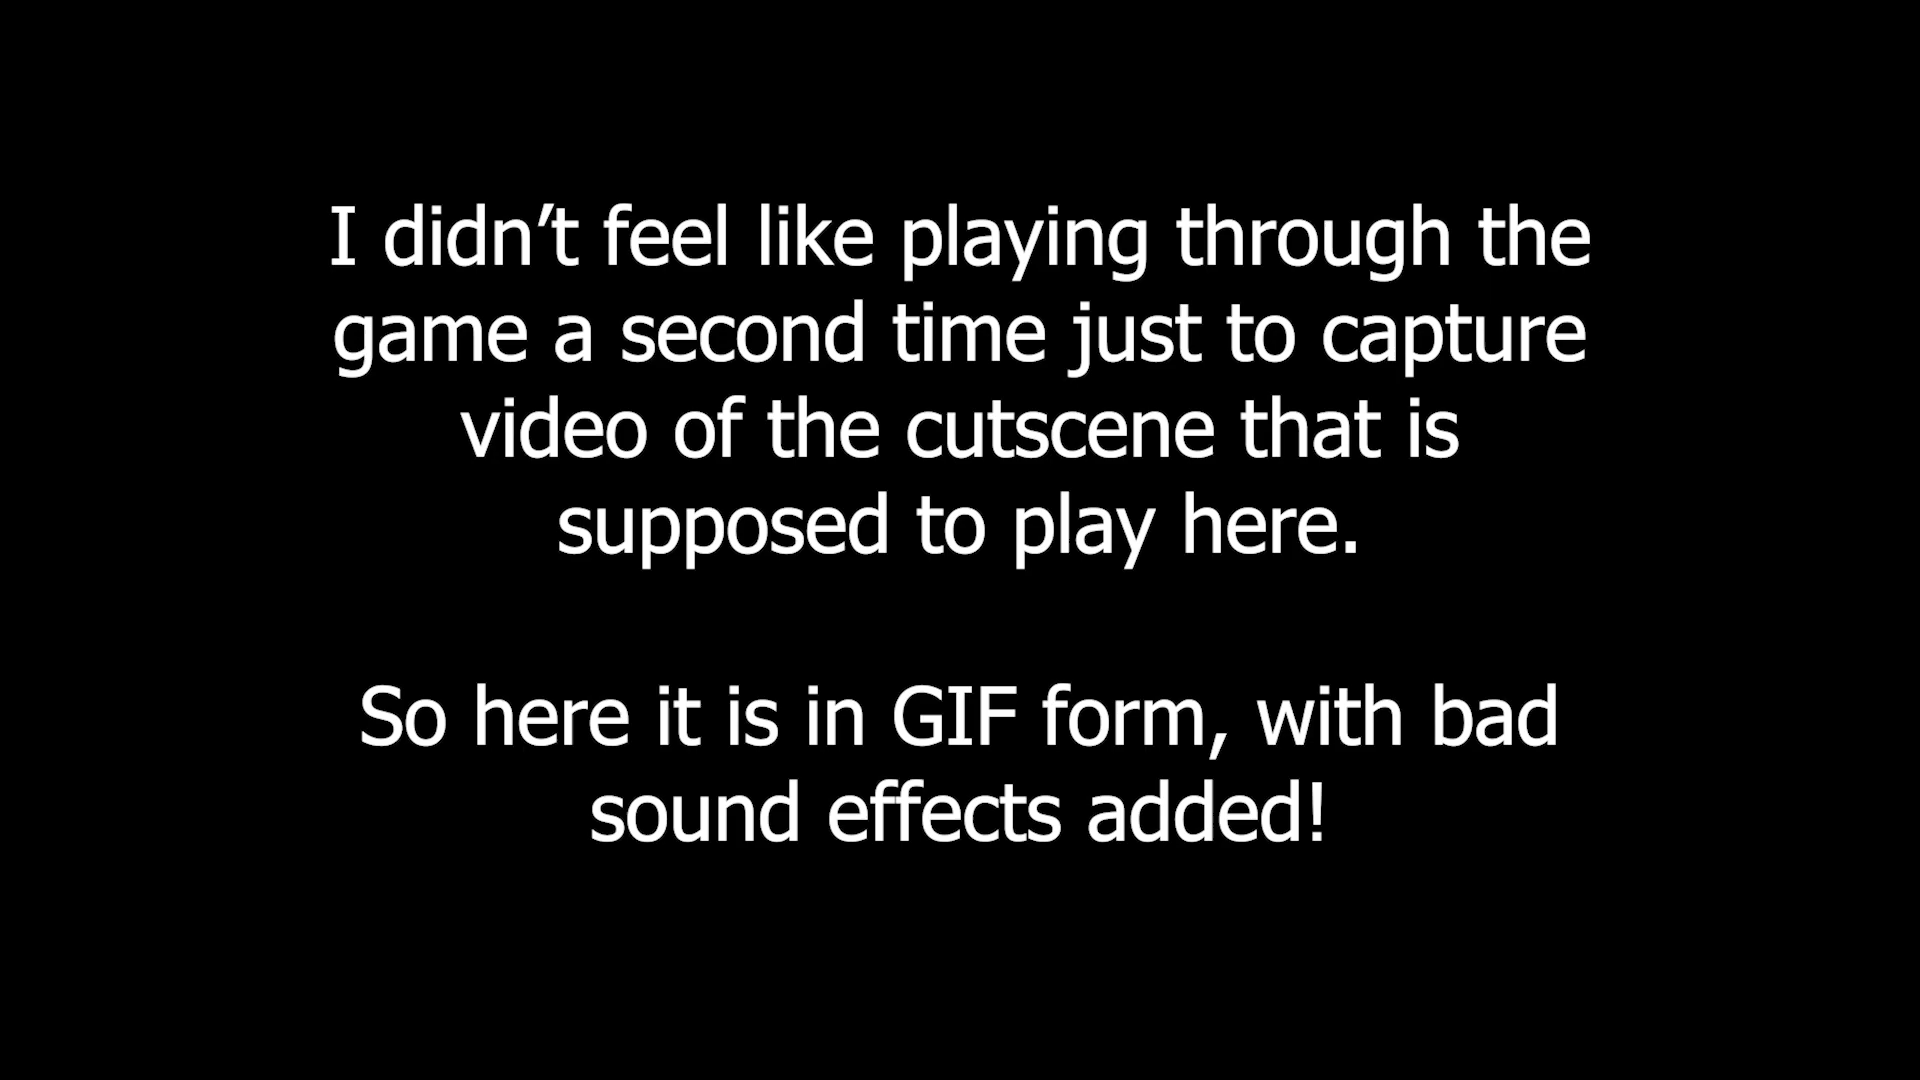 I didn’t feel like playing through the
game a second time just to capture
video of the cutscene that is
supposed to play here.
So here it is in GIF form, with bad
sound effects added!